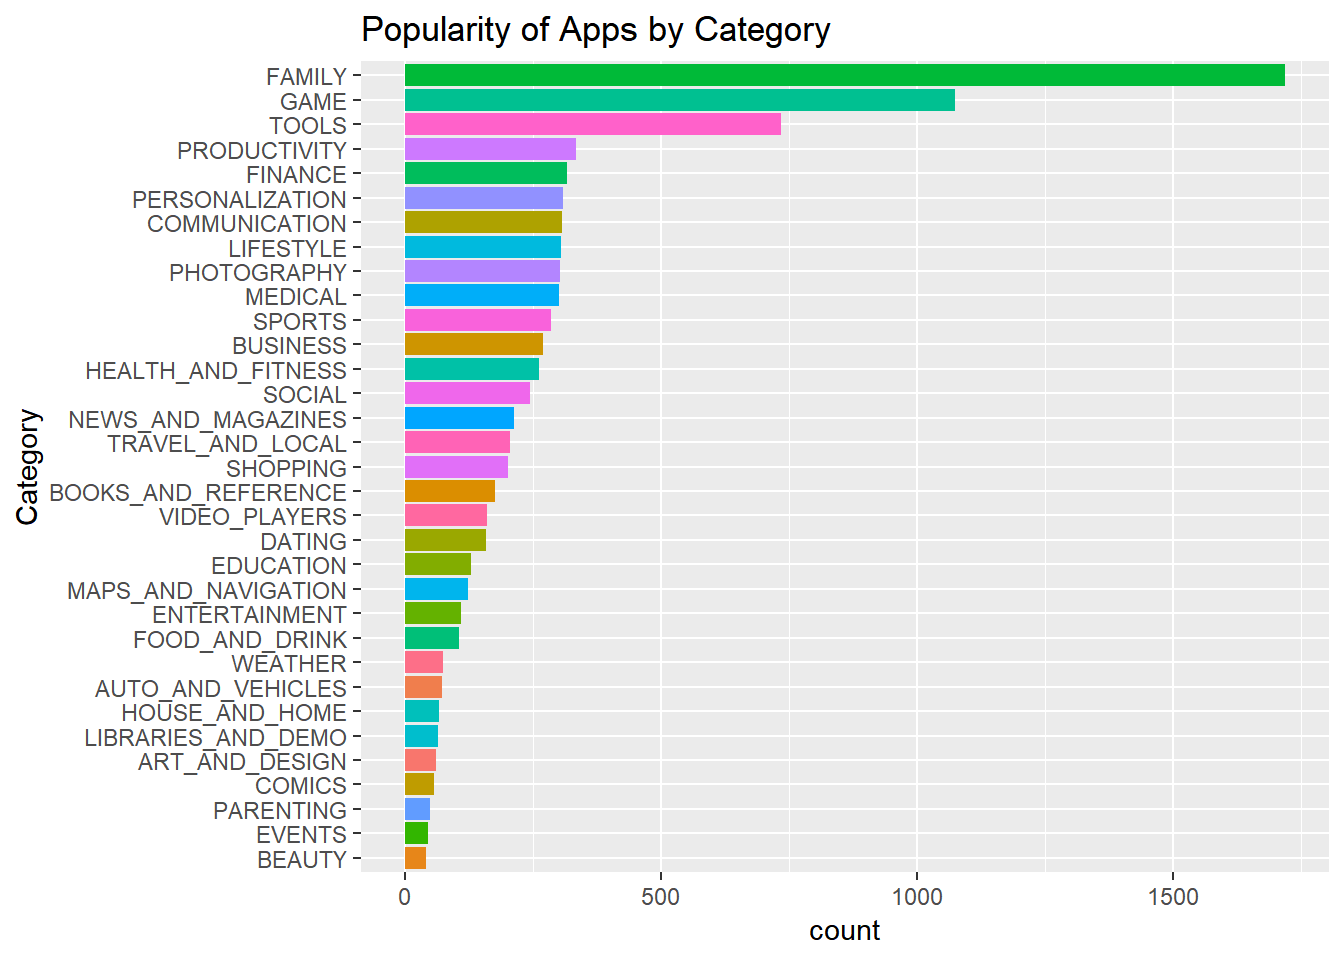 Popularity of Apps by Category
FAMILY
GAME
TOOLS
PRODUCTIVITY
FINANCE
PERSONALIZATION
COMMUNICATION
LIFESTYLE
PHOTOGRAPHY
MEDICAL
SPORTS
BUSINESS
HEALTH_AND_FITNESS
SOCIAL
NEWS_AND_MAGAZINES
TRAVEL_AND_LOCAL
SHOPPING
BOOKS_AND_REFERENCE
VIDEO_PLAYERS
DATING
EDUCATION
MAPS_AND_NAVIGATION
ENTERTAINMENT
FOOD_AND_DRINK
WEATHER
AUTO_AND_VEHICLES
HOUSE_AND_HOME
LIBRARIES_AND_DEMO
ART_AND_DESIGN
COMICS
PARENTING
EVENTS
BEAUTY
Category
0 500 1000 1500
count